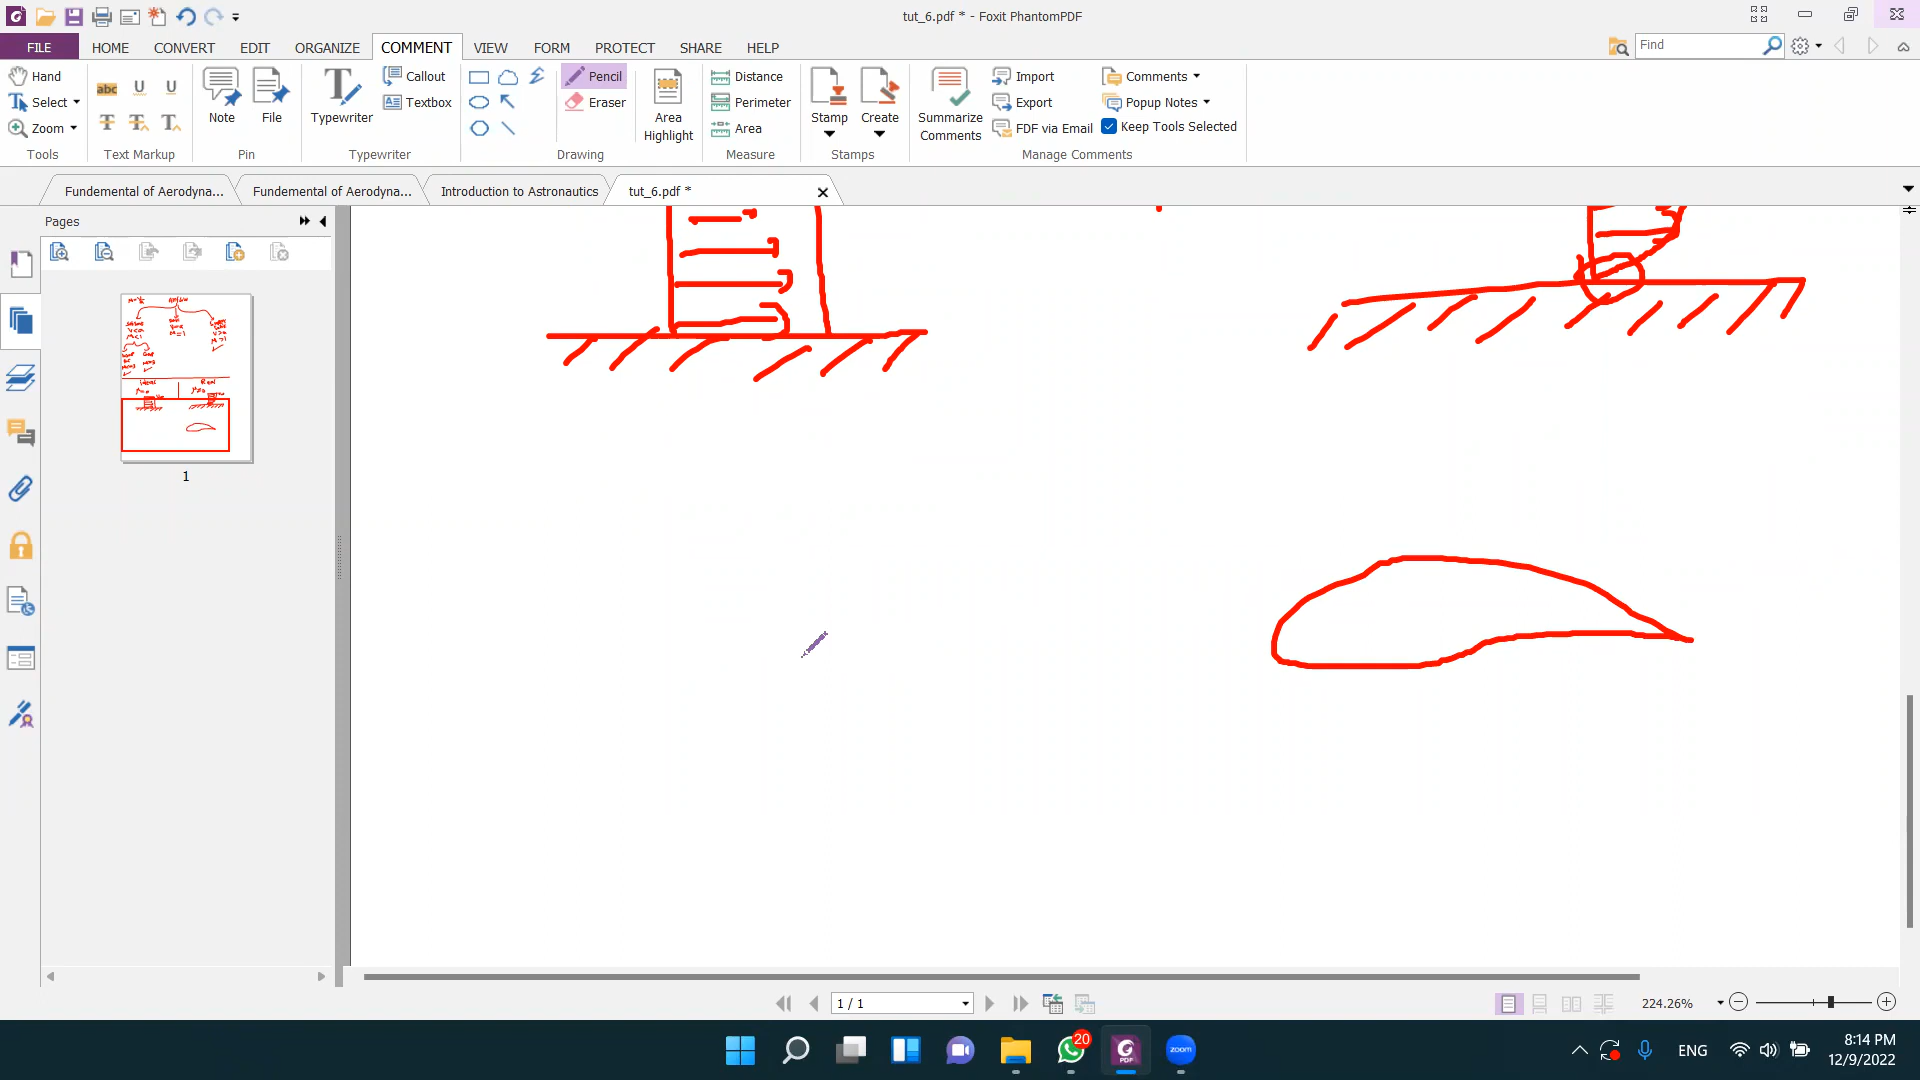 tut_6.pdf * - Foxit PhantomPDF
FILE HOME CONVERT EDIT ORGANIZE COMMENT VIEW FORM PROTECT SHARE HELP
Find
Hand
Select
Zoom
Tools
abc U U
T T T
Text Markup
Note File
Pin
Typewriter
Callout
Textbox
Typewriter
Pencil
Eraser
Drawing
Area
Highlight
Distance
Perimeter
Area
Measure
Stamp Create
Stamps
Summarize
Comments
Import
Export
FDF via Email
Comments
Popup Notes
Keep Tools Selected
Manage Comments
Fundemental of Aerodyna... Fundemental of Aerodyna... Introduction to Astronautics tut_6.pdf *
Pages
1
1 / 1
224.26%
20
PDF
zoom
ENG
8:14 PM
12/9/2022